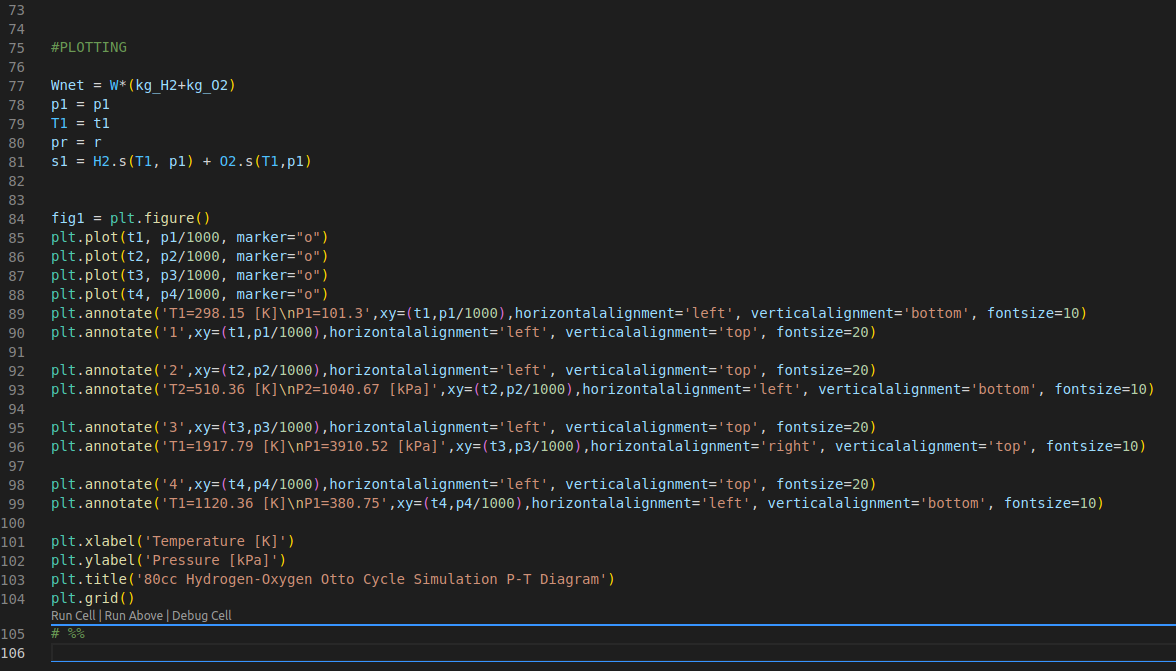 73
74
75 #PLOTTING
76
77 Wnet = W*(kg_H2+kg_O2)
78 p1 = p1
79 T1 = t1
80 pr = r
81 s1 = H2.s(T1, p1) + O2.s(T1,p1)
82
83
84 fig1 = plt.figure()
85 plt.plot(t1, p1/1000, marker="o")
86 plt.plot(t2, p2/1000, marker="o")
87 plt.plot(t3, p3/1000, marker="o")
88 plt.plot(t4, p4/1000, marker="o")
89 plt.annotate('T1=298.15 [K]\nP1=101.3',xy=(t1,p1/1000),horizontalalignment='left', verticalalignment='bottom', fontsize=10)
90 plt.annotate('1',xy=(t1,p1/1000),horizontalalignment='left', verticalalignment='top', fontsize=20)
91
92 plt.annotate('2',xy=(t2,p2/1000),horizontalalignment='left', verticalalignment='top', fontsize=20)
93 plt.annotate('T2=510.36 [K]\nP2=1040.67 [kPa]',xy=(t2,p2/1000),horizontalalignment='left', verticalalignment='bottom', fontsize=10)
94
95 plt.annotate('3',xy=(t3,p3/1000),horizontalalignment='left', verticalalignment='top', fontsize=20)
96 plt.annotate('T1=1917.79 [K]\nP1=3910.52 [kPa]',xy=(t3,p3/1000),horizontalalignment='right', verticalalignment='top', fontsize=10)
97
98 plt.annotate('4',xy=(t4,p4/1000),horizontalalignment='left', verticalalignment='top', fontsize=20)
99 plt.annotate('T1=1120.36 [K]\nP1=380.75',xy=(t4,p4/1000),horizontalalignment='left', verticalalignment='bottom', fontsize=10)
100
101 plt.xlabel('Temperature [K]')
102 plt.ylabel('Pressure [kPa]')
103 plt.title('80cc Hydrogen-Oxygen Otto Cycle Simulation P-T Diagram')
104 plt.grid()
Run Cell | Run Above | Debug Cell
105 # %%
106